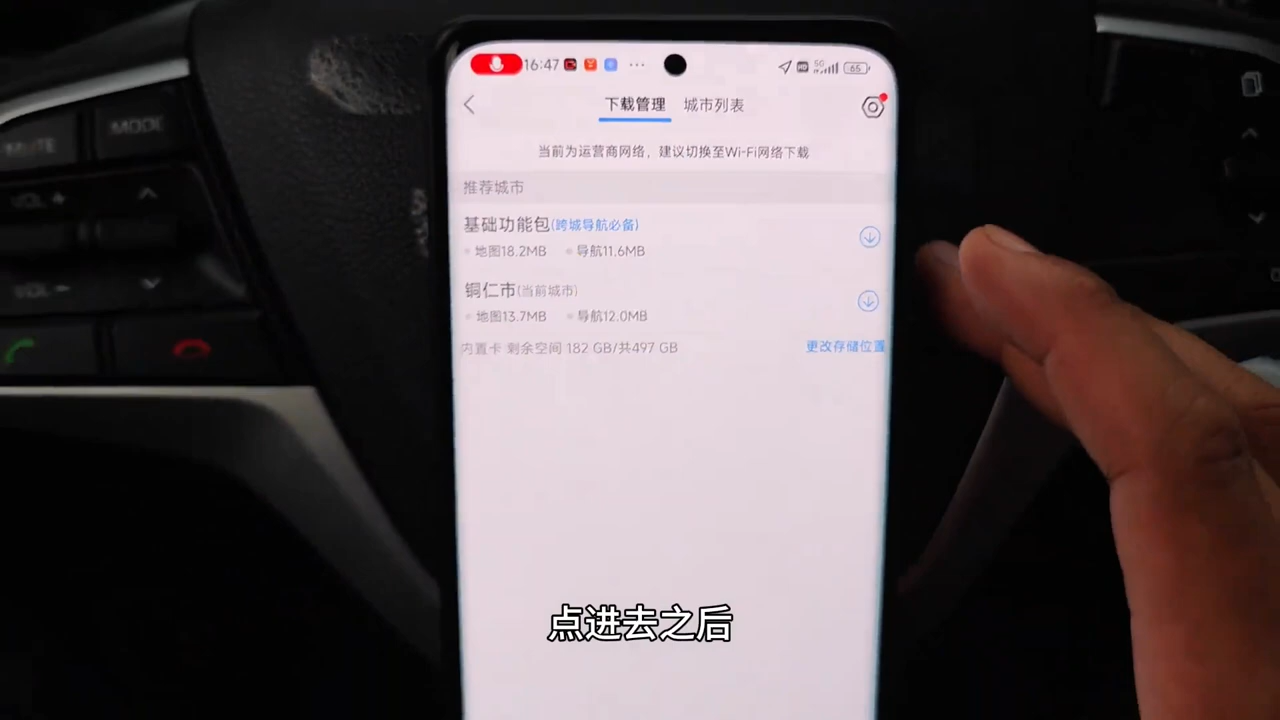 16:47
HD
5G
65
下载管理 城市列表
当前为运营商网络，建议切换至Wi-Fi网络下载
推荐城市
基础功能包(跨城导航必备)
地图18.2MB 导航11.6MB
铜仁市(当前城市)
地图13.7MB 导航12.0MB
内置卡 剩余空间 182 GB/共497 GB 更改存储位置
MUTE
MODE
VOL +
VOL -
点进去之后